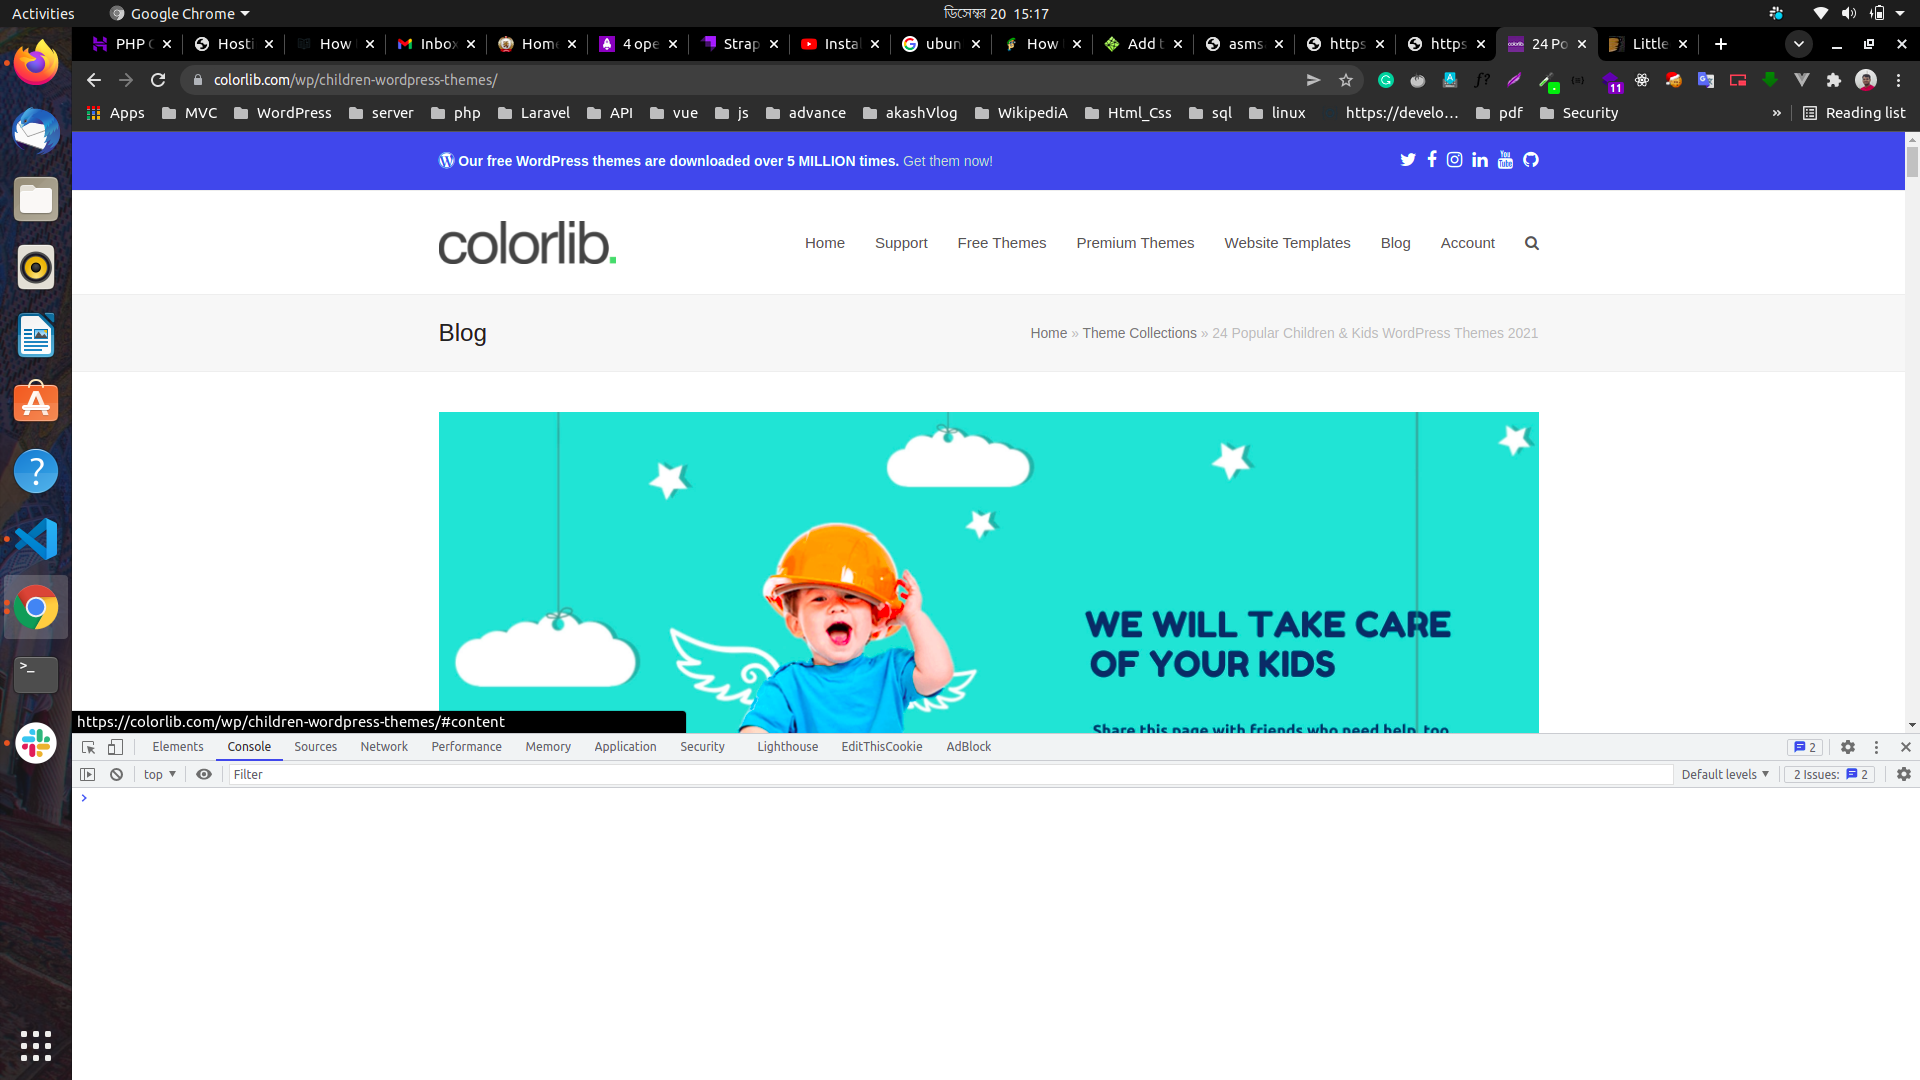 Activities
Google Chrome
ডিসেম্বর 20 15:17
PHP
Hosti
How
Inbox
Home
4 ope
Strap
Instal
ubun
How
Add t
asms
https
https
24 Po
Little
colorlib.com/wp/children-wordpress-themes/
11
Apps
MVC
WordPress
server
php
Laravel
API
vue
js
advance
akashVlog
WikipediA
Html_Css
sql
linux
https://develo...
pdf
Security
»
Reading list
Our free WordPress themes are downloaded over 5 MILLION times. Get them now!
colorlib.
Home
Support
Free Themes
Premium Themes
Website Templates
Blog
Account
Blog
Home » Theme Collections » 24 Popular Children & Kids WordPress Themes 2021
WE WILL TAKE CARE
OF YOUR KIDS
Share this page with friends who need help, too
https://colorlib.com/wp/children-wordpress-themes/#content
Elements
Console
Sources
Network
Performance
Memory
Application
Security
Lighthouse
EditThisCookie
AdBlock
2
top
Filter
Default levels
2 Issues:
2